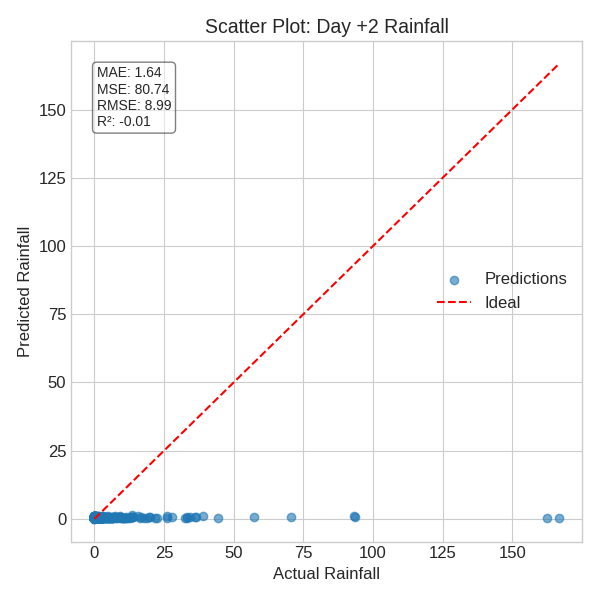 Scatter Plot: Day +2 Rainfall
MAE: 1.64
MSE: 80.74
RMSE: 8.99
R²: -0.01
Predicted Rainfall
150
125
100
75
50
25
0
Predictions
Ideal
0 25 50 75 100 125 150
Actual Rainfall